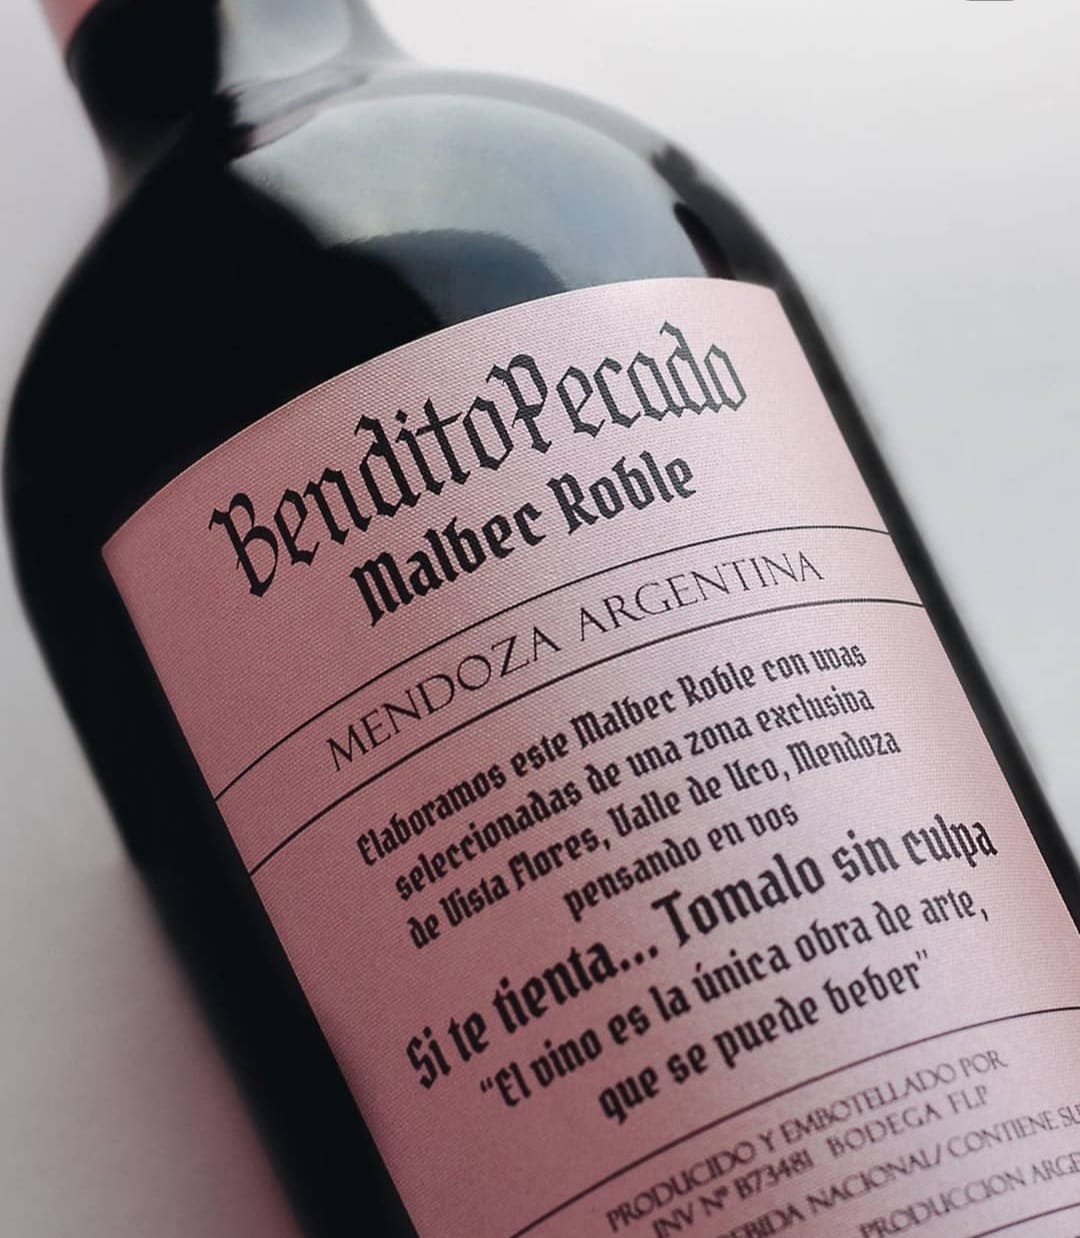 BenditoPecado
Malbec Roble
MENDOZA ARGENTINA
Elaboramos este Malbec Roble con uvas
seleccionadas de una zona exclusiva
de Vista Flores, Valle de Uco, Mendoza
pensando en vos
Si te tienta... Tomalo sin culpa
“El vino es la única obra de arte,
que se puede beber”
PRODUCIDO Y EMBOTELLADO POR
INV Nº B73481 BODEGA FLP
NACIONAL/ CONTIENE
PRODUCCION